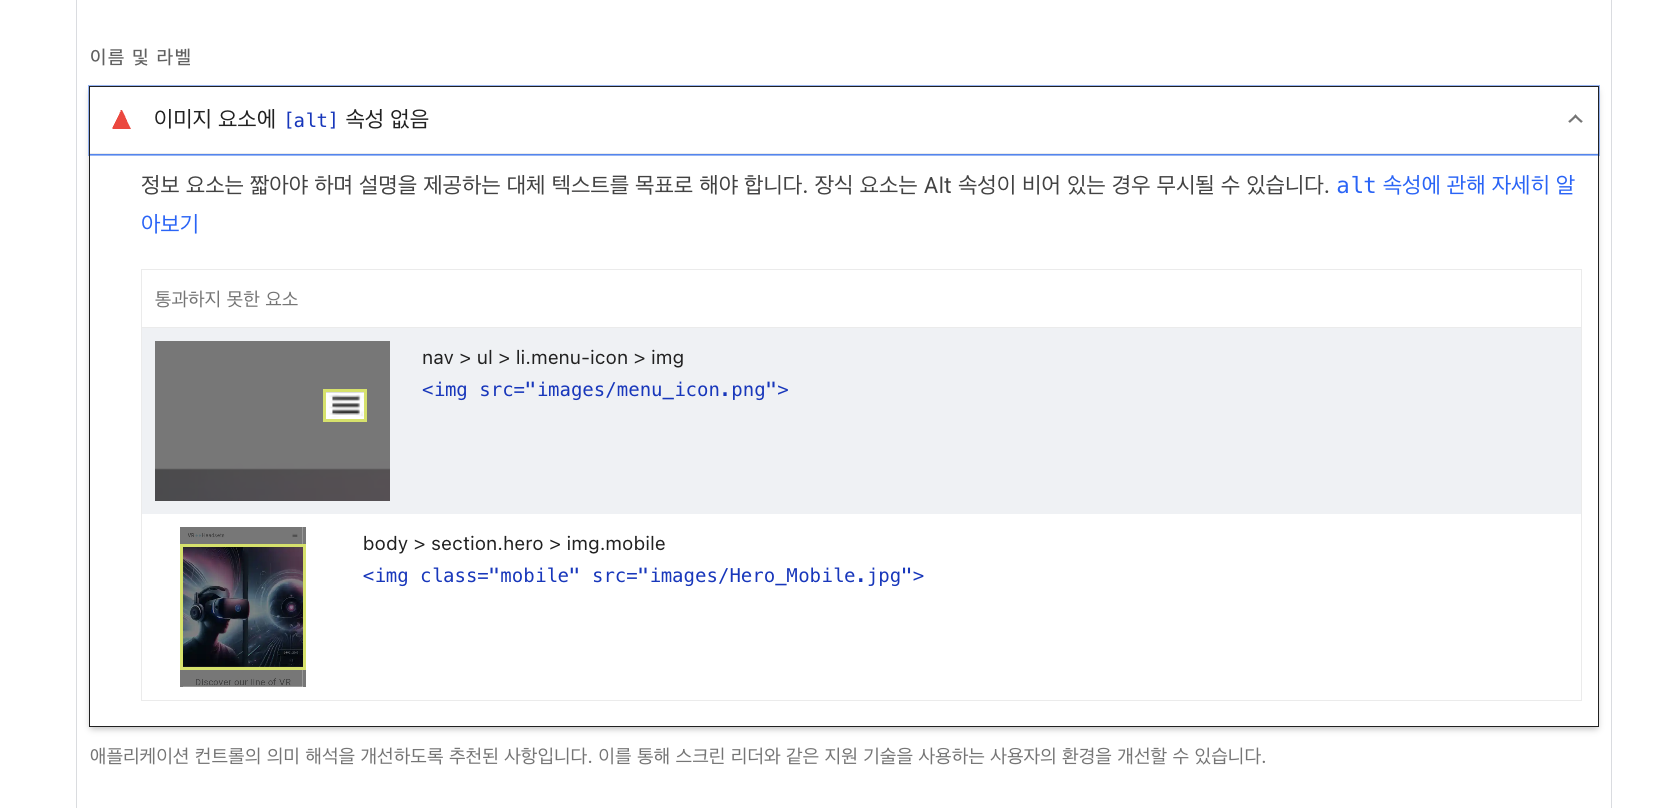 이름 및 라벨
이미지 요소에 [alt] 속성 없음
정보 요소는 짧아야 하며 설명을 제공하는 대체 텍스트를 목표로 해야 합니다. 장식 요소는 Alt 속성이 비어 있는 경우 무시될 수 있습니다. alt 속성에 관해 자세히 알
아보기
통과하지 못한 요소
nav > ul > li.menu-icon > img
<img src="images/menu_icon.png">
body > section.hero > img.mobile
<img class="mobile" src="images/Hero_Mobile.jpg">
Discover our line of VR
애플리케이션 컨트롤의 의미 해석을 개선하도록 추천된 사항입니다. 이를 통해 스크린 리더와 같은 지원 기술을 사용하는 사용자의 환경을 개선할 수 있습니다.